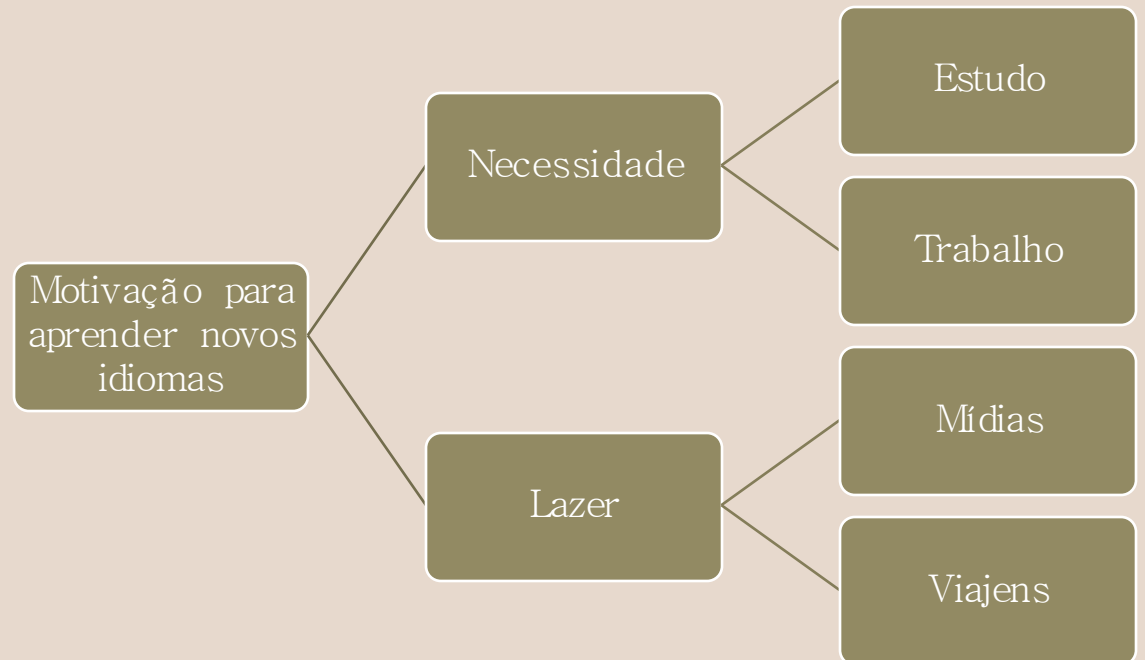 Motivação para
aprender novos
idiomas
Necessidade
Estudo
Trabalho
Lazer
Mídias
Viajens